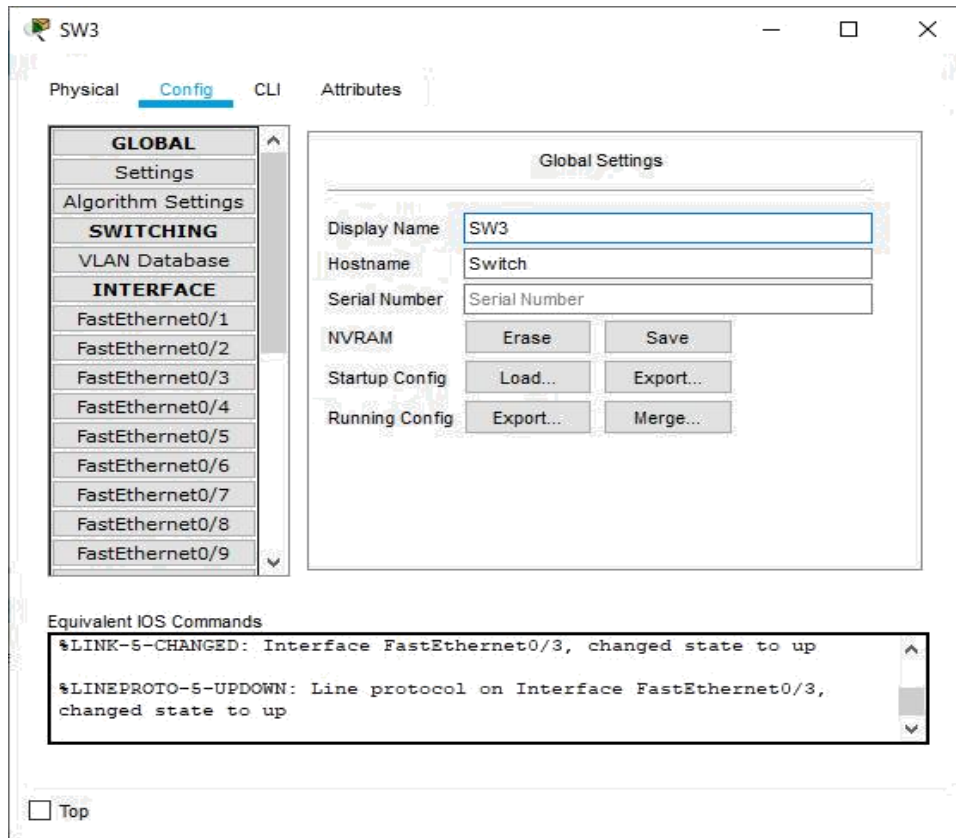 SW3
Physical Config CLI Attributes
GLOBAL
Settings
Algorithm Settings
SWITCHING
VLAN Database
INTERFACE
FastEthernet0/1
FastEthernet0/2
FastEthernet0/3
FastEthernet0/4
FastEthernet0/5
FastEthernet0/6
FastEthernet0/7
FastEthernet0/8
FastEthernet0/9
Global Settings
Display Name SW3
Hostname Switch
Serial Number Serial Number
NVRAM Erase Save
Startup Config Load... Export...
Running Config Export... Merge...
Equivalent IOS Commands
%LINK-5-CHANGED: Interface FastEthernet0/3, changed state to up
%LINEPROTO-5-UPDOWN: Line protocol on Interface FastEthernet0/3,
changed state to up
Top